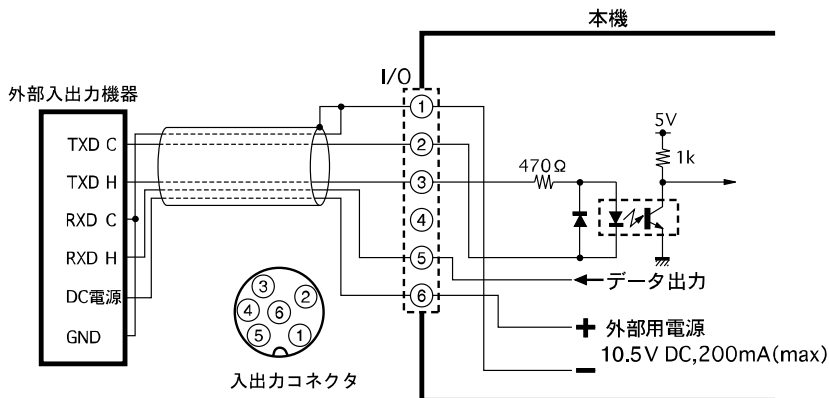 本機
I/O
外部入出力機器
TXD C
TXD H
RXD C
RXD H
DC電源
GND
①
②
③
④
⑤
⑥
470Ω
5V
1k
データ出力
+ 外部用電源
10.5V DC,200mA(max)
−
③
②
④
⑥
⑤
①
入出力コネクタ